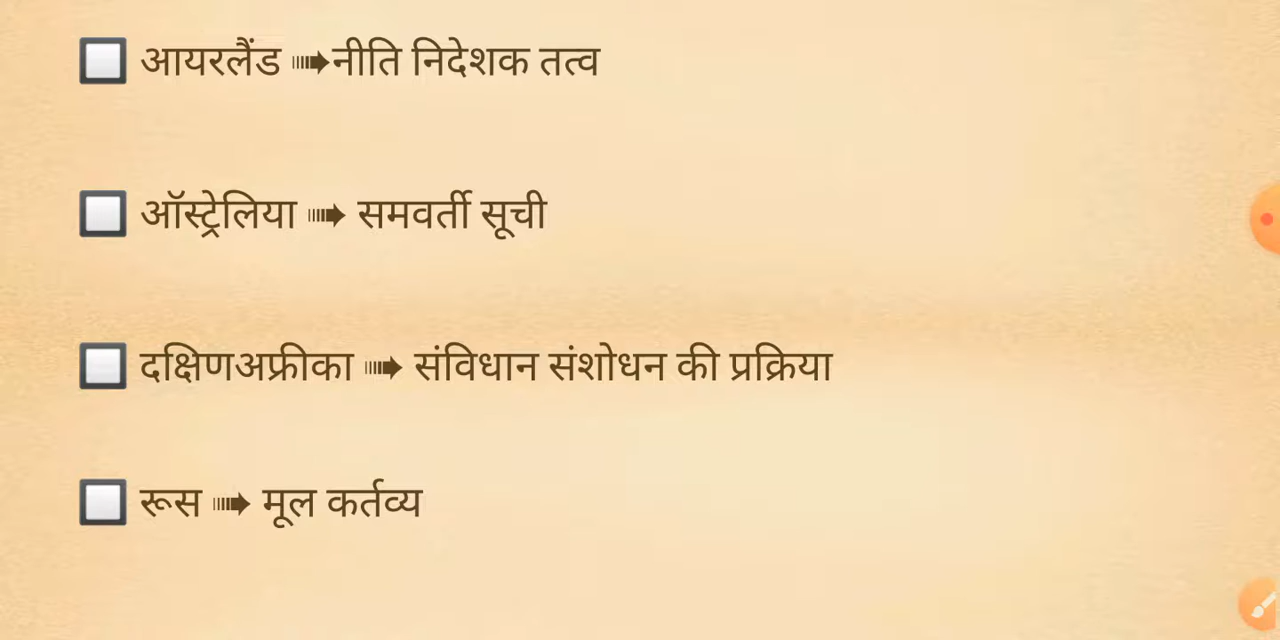 आयरलैंड ➠नीति निदेशक तत्व
ऑस्ट्रेलिया ➠ समवर्ती सूची
दक्षिणअफ्रीका ➠ संविधान संशोधन की प्रक्रिया
रूस ➠ मूल कर्तव्य